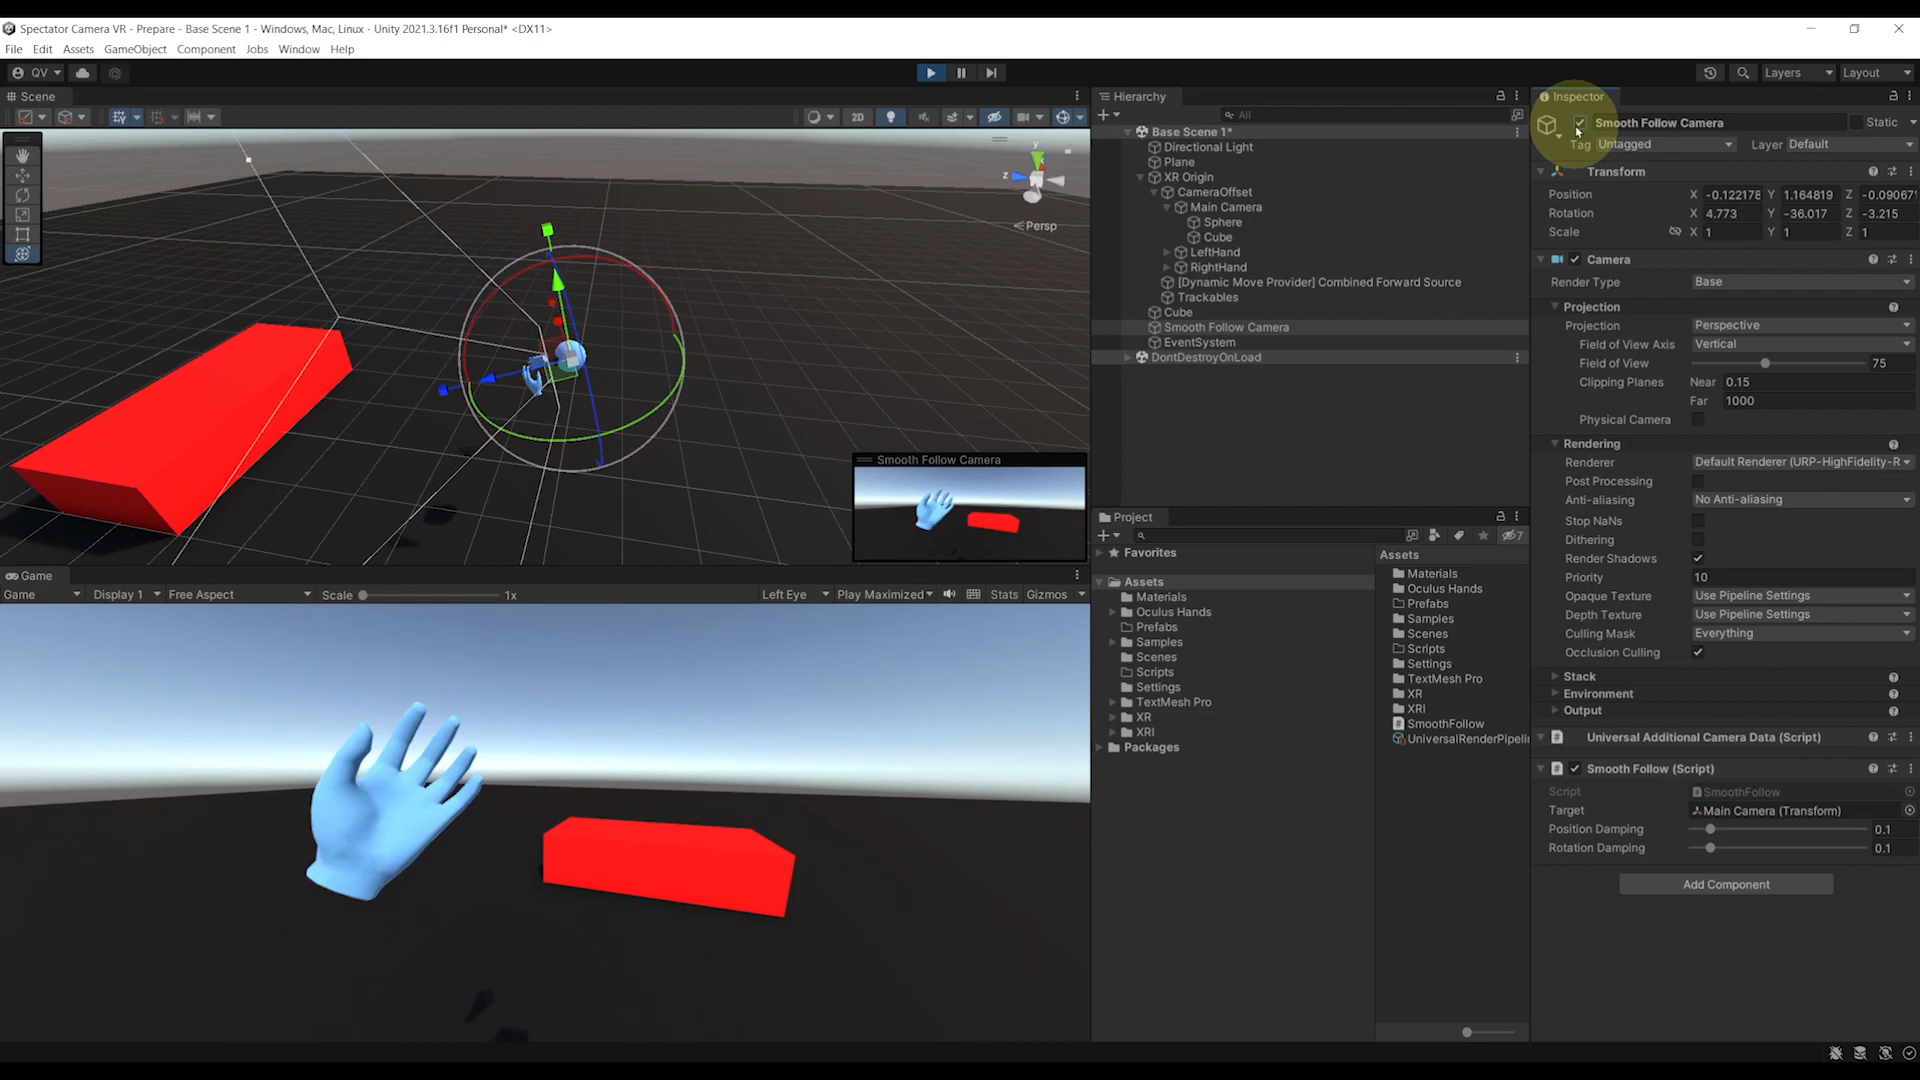 Spectator Camera VR - Prepare - Base Scene 1 - Windows, Mac, Linux - Unity 2021.3.16f1 Personal* <DX11>
File Edit Assets GameObject Component Jobs Window Help
QV Layers Layout
Scene
2D
y
z
Persp
Smooth Follow Camera
Game
Game Display 1 Free Aspect Scale 1x Left Eye Play Maximized Stats Gizmos
Hierarchy
All
Base Scene 1*
Directional Light
Plane
XR Origin
CameraOffset
Main Camera
Sphere
Cube
LeftHand
RightHand
[Dynamic Move Provider] Combined Forward Source
Trackables
Cube
Smooth Follow Camera
EventSystem
DontDestroyOnLoad
Project
7
Favorites
Assets
Materials
Oculus Hands
Prefabs
Samples
Scenes
Scripts
Settings
TextMesh Pro
XR
XRI
Packages
Assets
Materials
Oculus Hands
Prefabs
Samples
Scenes
Scripts
Settings
TextMesh Pro
XR
XRI
SmoothFollow
UniversalRenderPipeli
Inspector
Smooth Follow Camera Static
Tag Untagged Layer Default
Transform
Position X -0.122178 Y 1.164819 Z -0.090671
Rotation X 4.773 Y -36.017 Z -3.215
Scale X 1 Y 1 Z 1
Camera
Render Type Base
Projection
Projection Perspective
Field of View Axis Vertical
Field of View 75
Clipping Planes Near 0.15
Far 1000
Physical Camera
Rendering
Renderer Default Renderer (URP-HighFidelity-R
Post Processing
Anti-aliasing No Anti-aliasing
Stop NaNs
Dithering
Render Shadows
Priority 10
Opaque Texture Use Pipeline Settings
Depth Texture Use Pipeline Settings
Culling Mask Everything
Occlusion Culling
Stack
Environment
Output
Universal Additional Camera Data (Script)
Smooth Follow (Script)
Script SmoothFollow
Target Main Camera (Transform)
Position Damping 0.1
Rotation Damping 0.1
Add Component